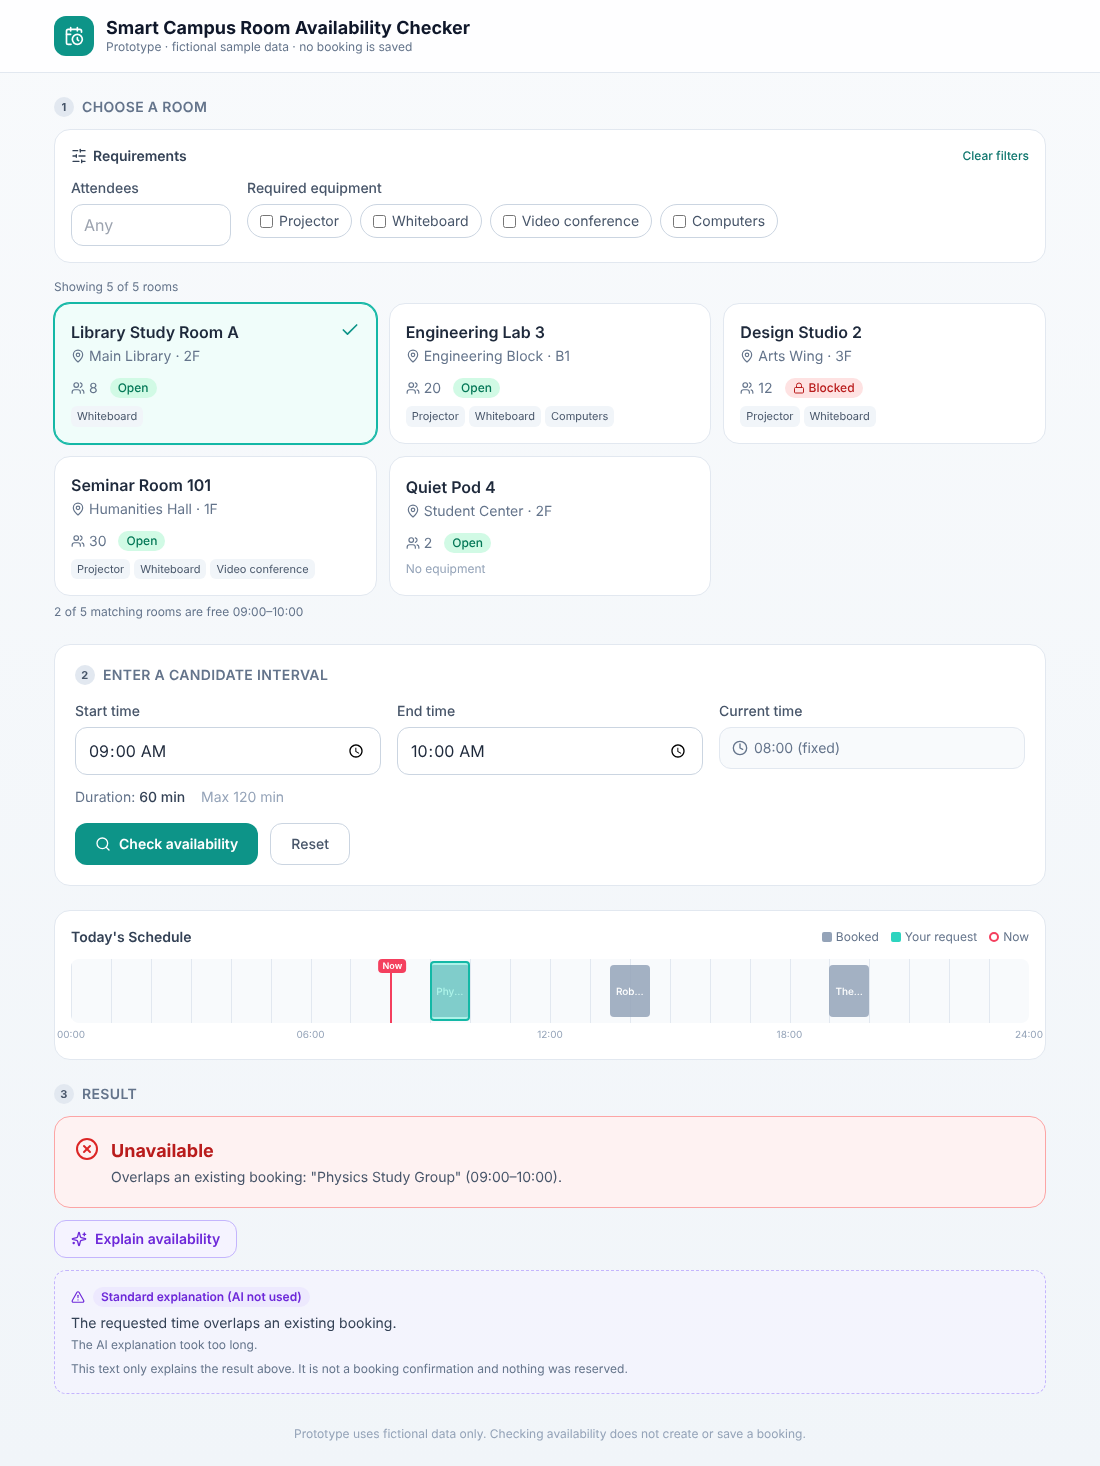 Smart Campus Room Availability Checker
Prototype · fictional sample data · no booking is saved
1 CHOOSE A ROOM
Requirements
Clear filters
Attendees
Required equipment
Any
Projector
Whiteboard
Video conference
Computers
Showing 5 of 5 rooms
Library Study Room A
Main Library · 2F
8 Open
Whiteboard
Engineering Lab 3
Engineering Block · B1
20 Open
Projector Whiteboard Computers
Design Studio 2
Arts Wing · 3F
12 Blocked
Projector Whiteboard
Seminar Room 101
Humanities Hall · 1F
30 Open
Projector Whiteboard Video conference
Quiet Pod 4
Student Center · 2F
2 Open
No equipment
2 of 5 matching rooms are free 09:00–10:00
2 ENTER A CANDIDATE INTERVAL
Start time
09:00 AM
End time
10:00 AM
Current time
08:00 (fixed)
Duration: 60 min Max 120 min
Check availability
Reset
Today's Schedule
Booked Your request Now
Now
Phy...
Rob...
The...
00:00 06:00 12:00 18:00 24:00
3 RESULT
Unavailable
Overlaps an existing booking: "Physics Study Group" (09:00–10:00).
Explain availability
Standard explanation (AI not used)
The requested time overlaps an existing booking.
The AI explanation took too long.
This text only explains the result above. It is not a booking confirmation and nothing was reserved.
Prototype uses fictional data only. Checking availability does not create or save a booking.